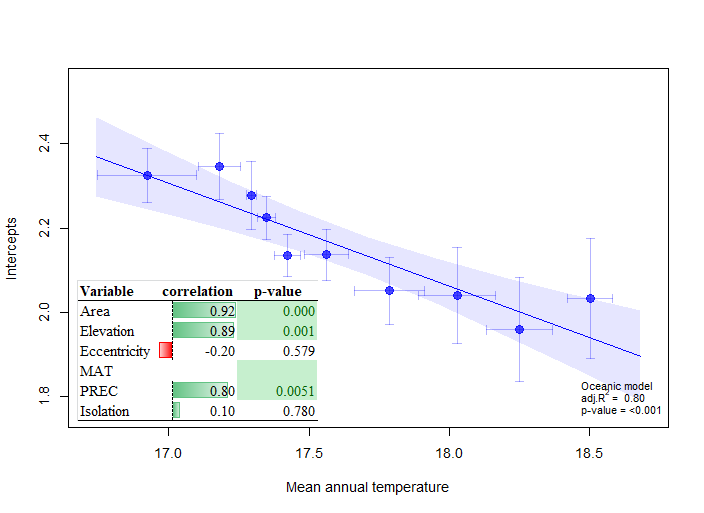 2.4
2.2
2.0
1.8
Intercepts
Variable correlation p-value
Area 0.92 0.000
Elevation 0.89 0.001
Eccentricity -0.20 0.579
MAT
PREC 0.80 0.0051
Isolation 0.10 0.780
Oceanic model
adj.R² = 0.80
p-value = <0.001
17.0 17.5 18.0 18.5
Mean annual temperature